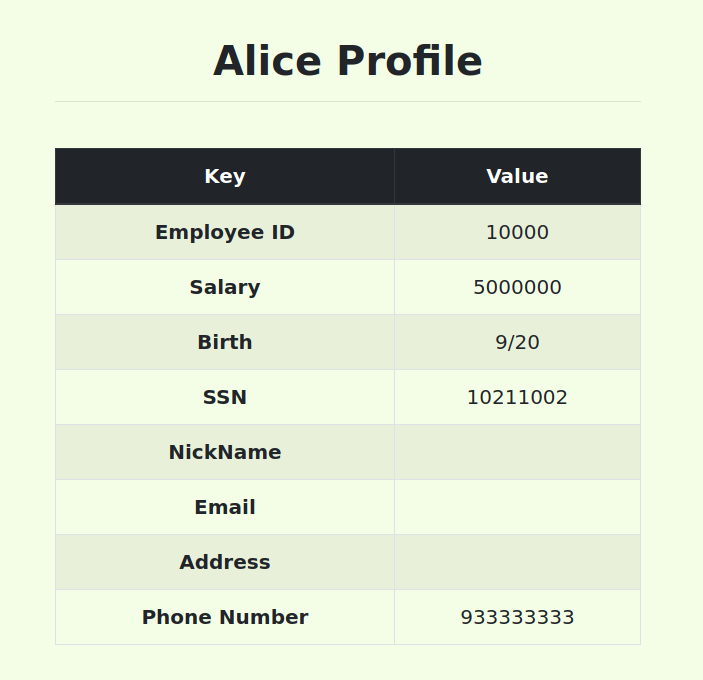 Alice Profile
Key Value
Employee ID 10000
Salary 5000000
Birth 9/20
SSN 10211002
NickName
Email
Address
Phone Number 933333333